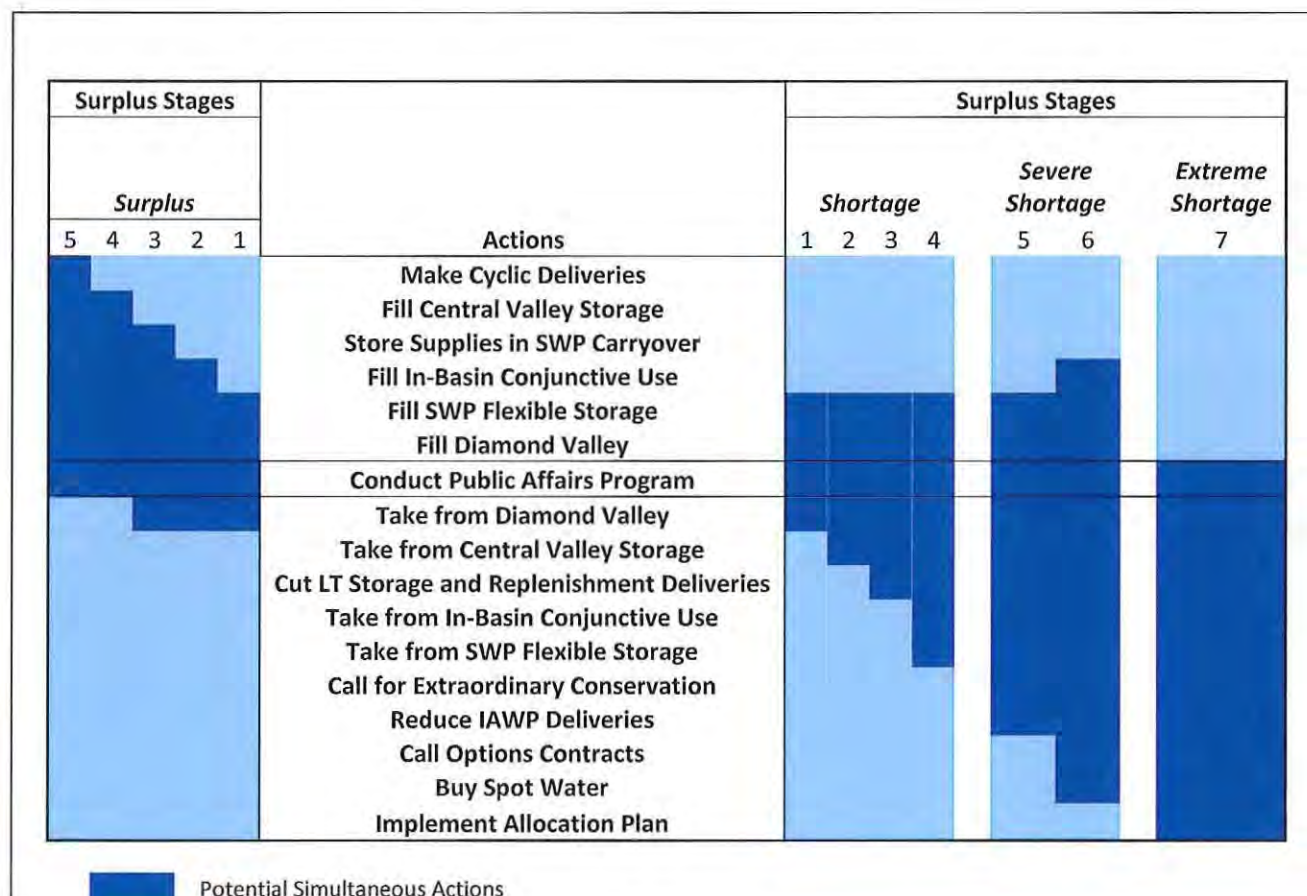 Surplus Stages
Surplus Stages
Surplus
Shortage
Severe
Shortage
Extreme
Shortage
5 4 3 2 1
Actions
1 2 3 4
5 6
7
Make Cyclic Deliveries
Fill Central Valley Storage
Store Supplies in SWP Carryover
Fill In-Basin Conjunctive Use
Fill SWP Flexible Storage
Fill Diamond Valley
Conduct Public Affairs Program
Take from Diamond Valley
Take from Central Valley Storage
Cut LT Storage and Replenishment Deliveries
Take from In-Basin Conjunctive Use
Take from SWP Flexible Storage
Call for Extraordinary Conservation
Reduce IAWP Deliveries
Call Options Contracts
Buy Spot Water
Implement Allocation Plan
Potential Simultaneous Actions